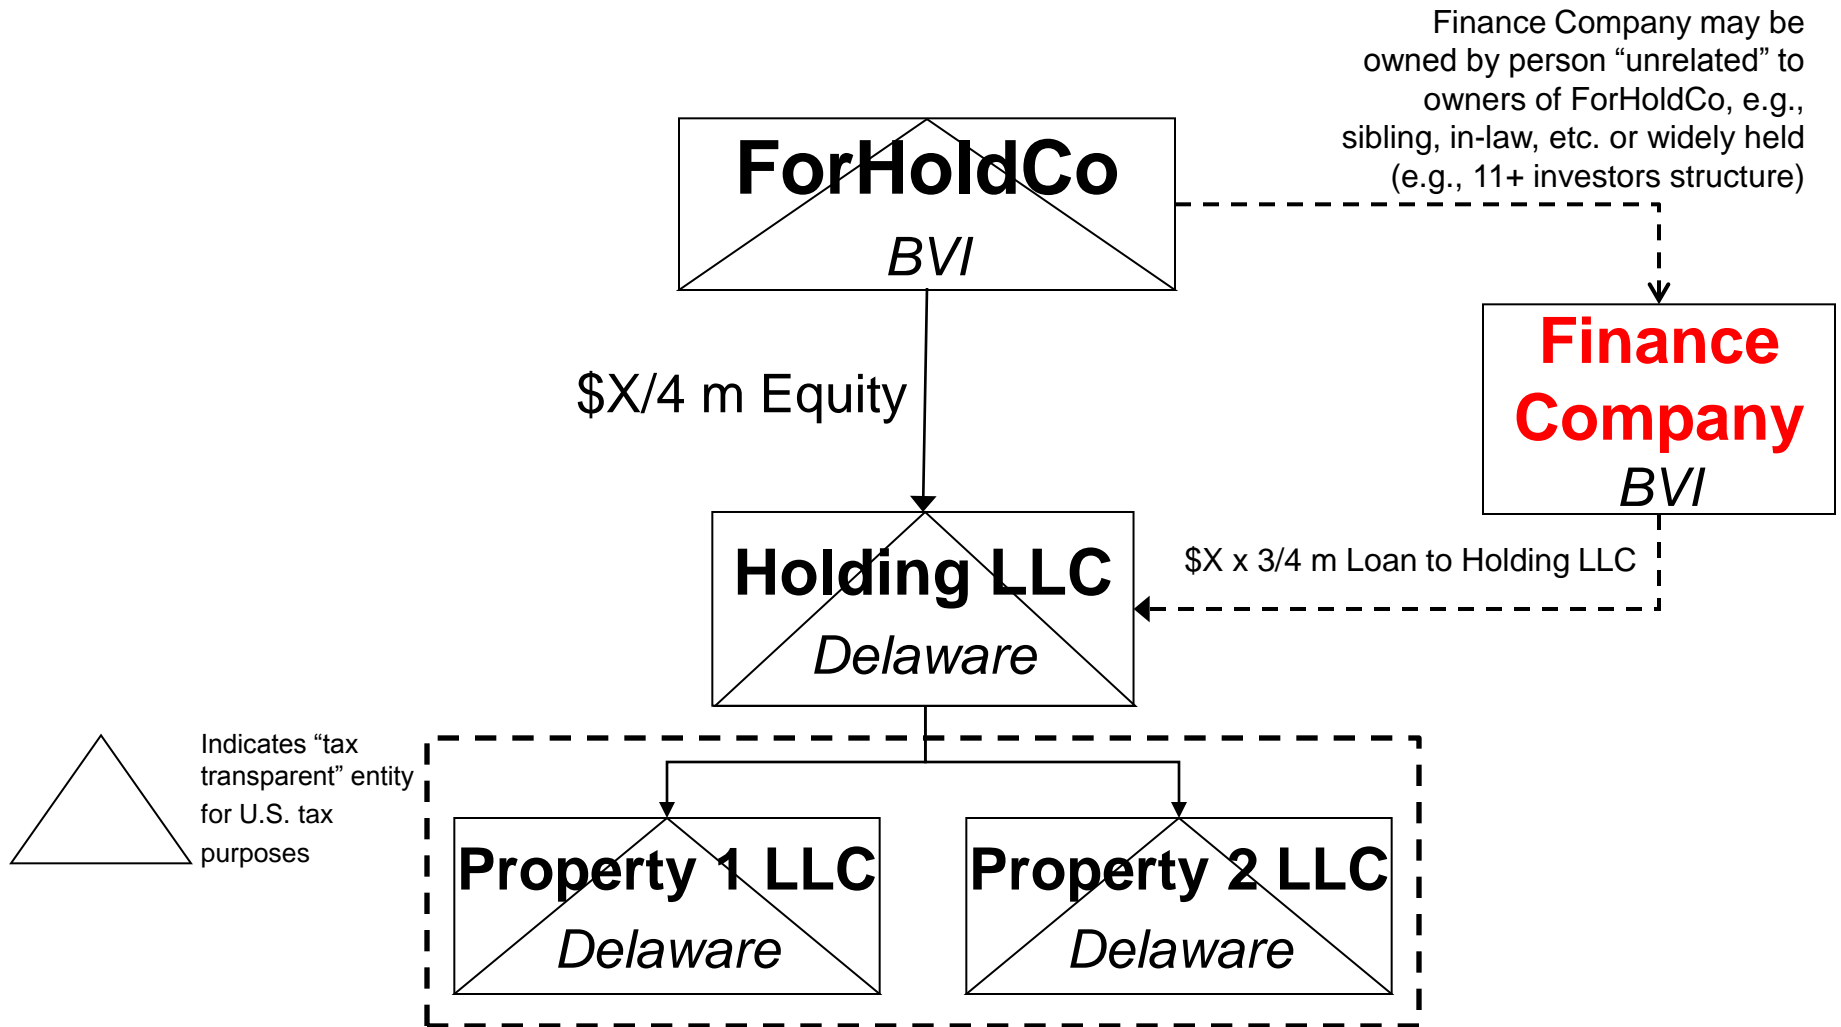 Finance Company may be
owned by person “unrelated” to
owners of ForHoldCo, e.g.,
sibling, in-law, etc. or widely held
(e.g., 11+ investors structure)
ForHoldCo
BVI
Finance
Company
BVI
$X/4 m Equity
$X x 3/4 m Loan to Holding LLC
Holding LLC
Delaware
Indicates “tax
transparent” entity
for U.S. tax
purposes
Property 1 LLC
Delaware
Property 2 LLC
Delaware